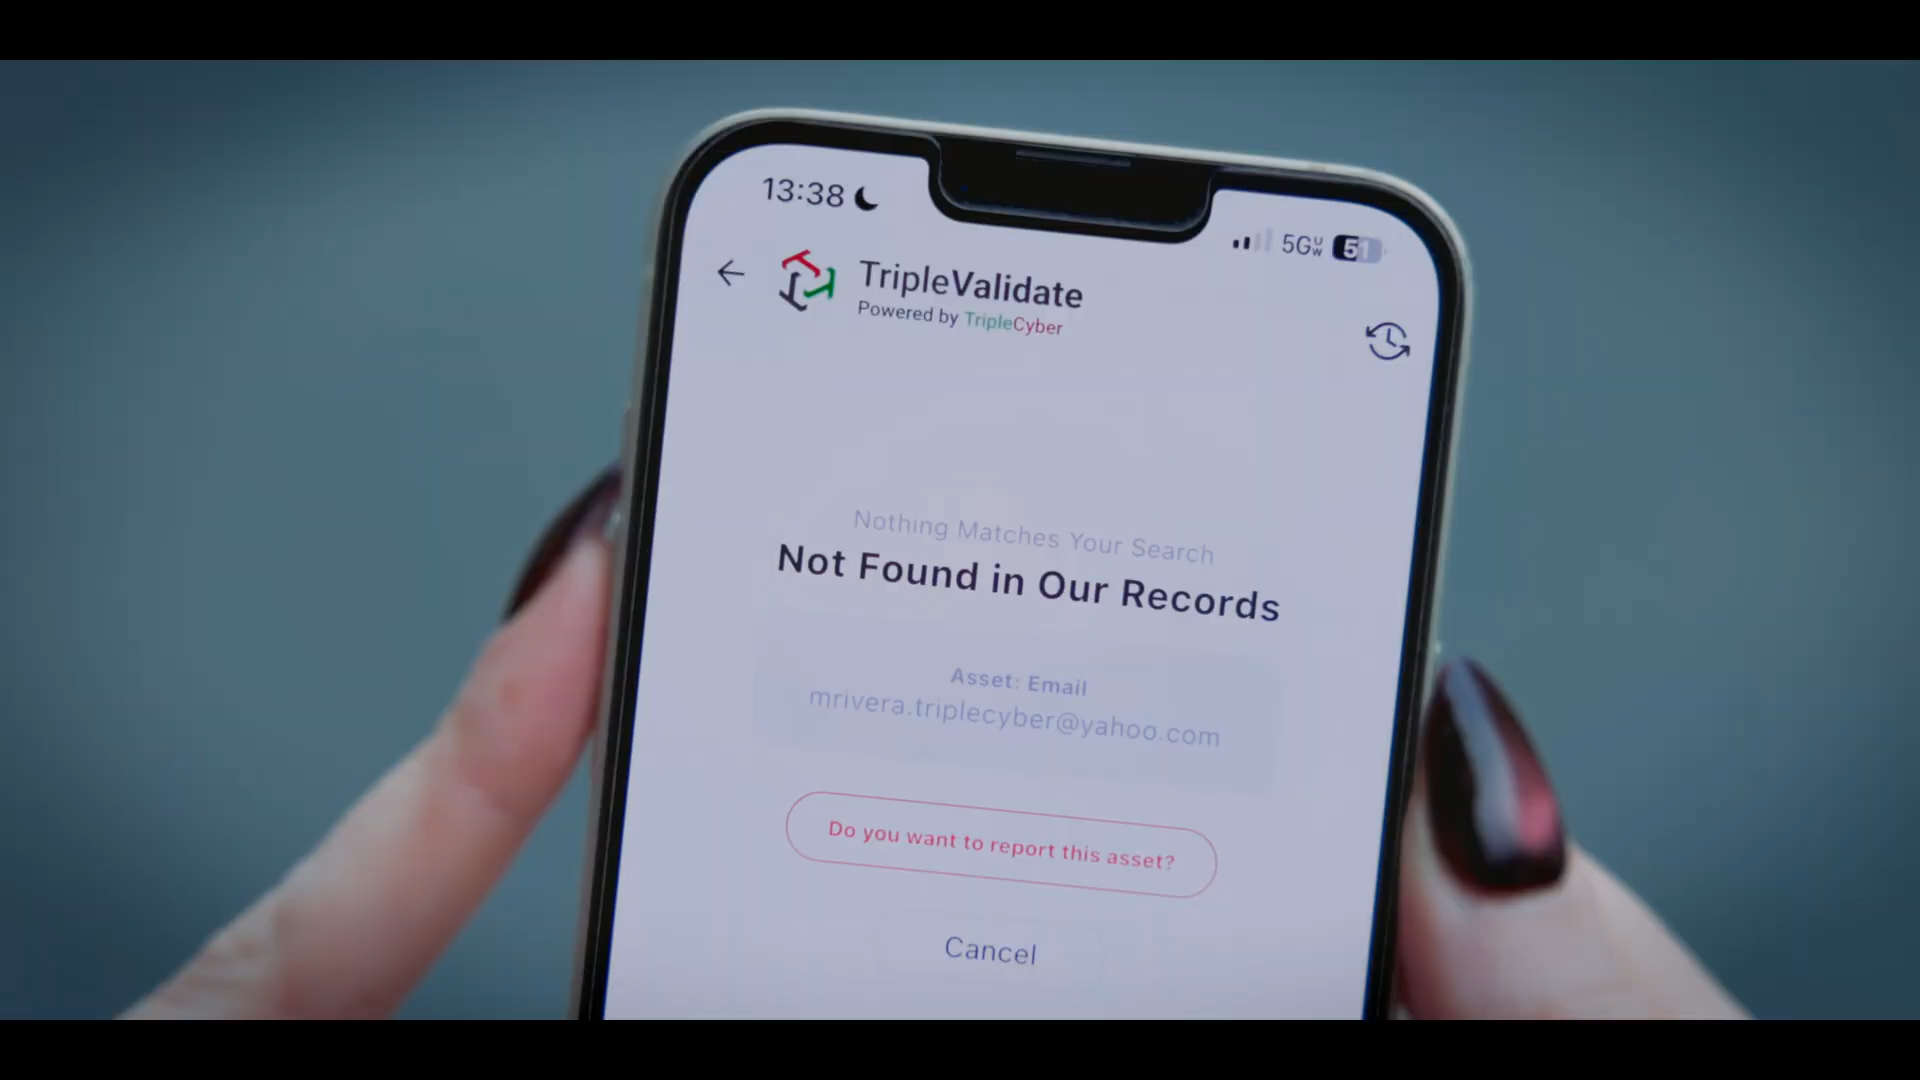 13:38
5G UW 51
TripleValidate
Powered by TripleCyber
Nothing Matches Your Search
Not Found in Our Records
Asset: Email
mrivera.triplecyber@yahoo.com
Do you want to report this asset?
Cancel